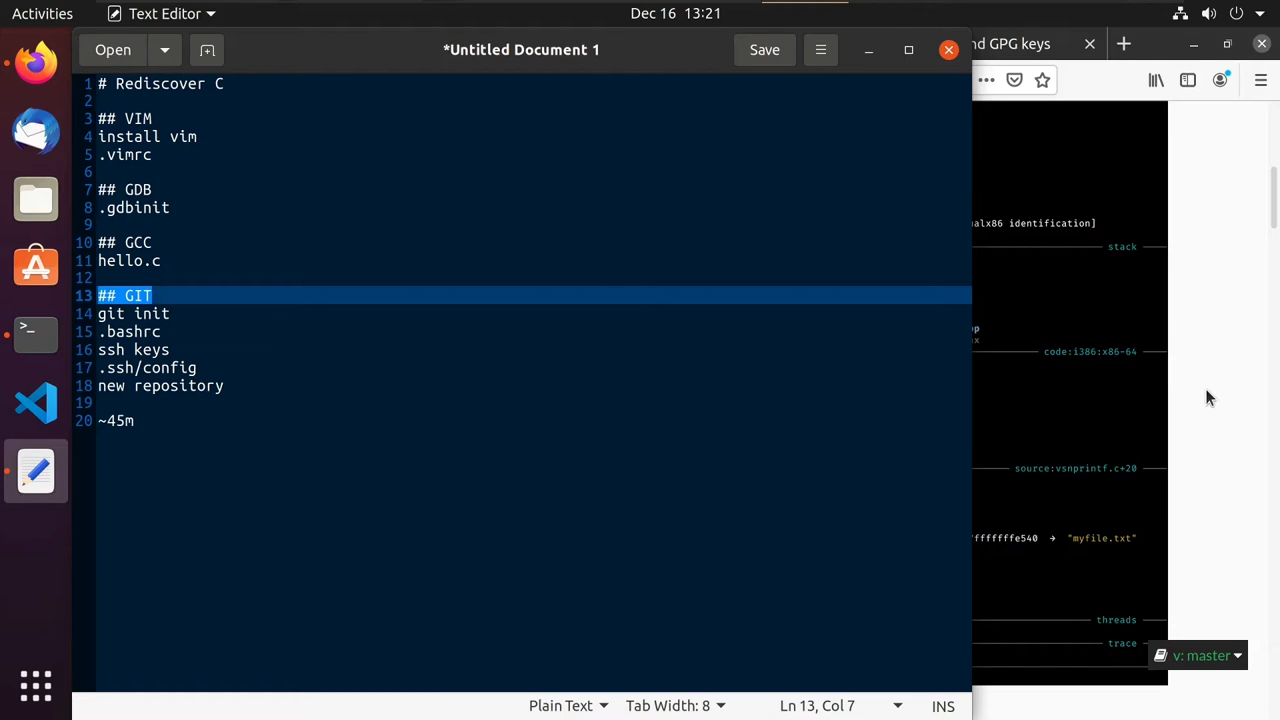 Activities
Text Editor
Dec 16 13:21
Open
*Untitled Document 1
Save
nd GPG keys
1 # Rediscover C
2
3 ## VIM
4 install vim
5 .vimrc
6
7 ## GDB
8 .gdbinit
9
10 ## GCC
11 hello.c
12
13 ## GIT
14 git init
15 .bashrc
16 ssh keys
17 .ssh/config
18 new repository
19
20 ~45m
alx86 identification]
stack
code:i386:x86-64
source:vsnprintf.c+20
fffffffe540 → "myfile.txt"
threads
trace
v: master
Plain Text
Tab Width: 8
Ln 13, Col 7
INS